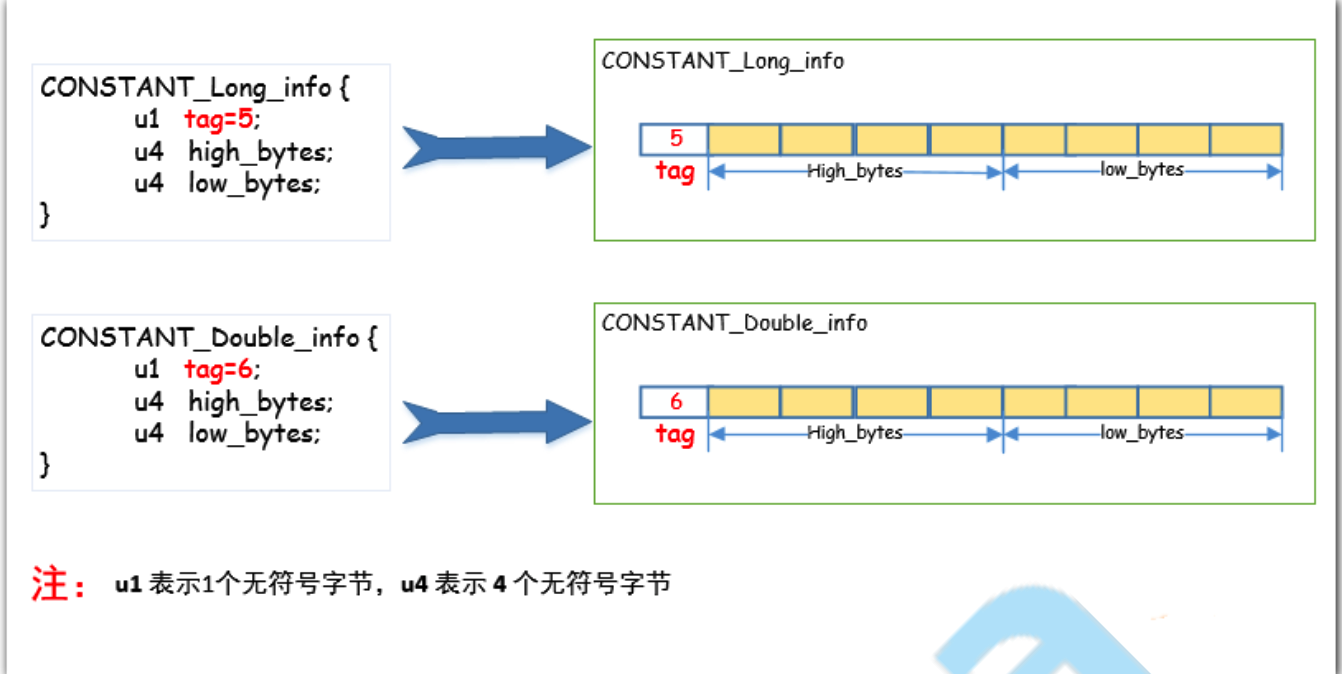 CONSTANT_Long_info {
u1 tag=5;
u4 high_bytes;
u4 low_bytes;
}
CONSTANT_Long_info
5
tag
High_bytes
low_bytes
CONSTANT_Double_info {
u1 tag=6;
u4 high_bytes;
u4 low_bytes;
}
CONSTANT_Double_info
6
tag
High_bytes
low_bytes
注： u1 表示1个无符号字节，u4 表示 4 个无符号字节